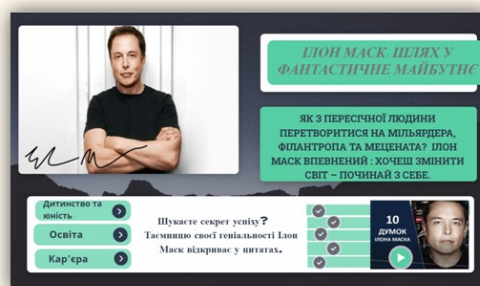 ІЛОН МАСК: ШЛЯХ У
ФАНТАСТИЧНЕ МАЙБУТНЄ
ЯК З ПЕРЕСІЧНОЇ ЛЮДИНИ
ПЕРЕТВОРИТИСЯ НА МІЛЬЯРДЕРА,
ФІЛАНТРОПА ТА МЕЦЕНАТА? ІЛОН
МАСК ВПЕВНЕНИЙ : ХОЧЕШ ЗМІНИТИ
СВІТ – ПОЧИНАЙ З СЕБЕ.
Дитинство та
юність
Освіта
Кар'єра
Шукаєте секрет успіху?
Таємницю своєї геніальності Ілон
Маск відкриває у цитатах.
10
ДУМОК
ІЛОНА МАСКА